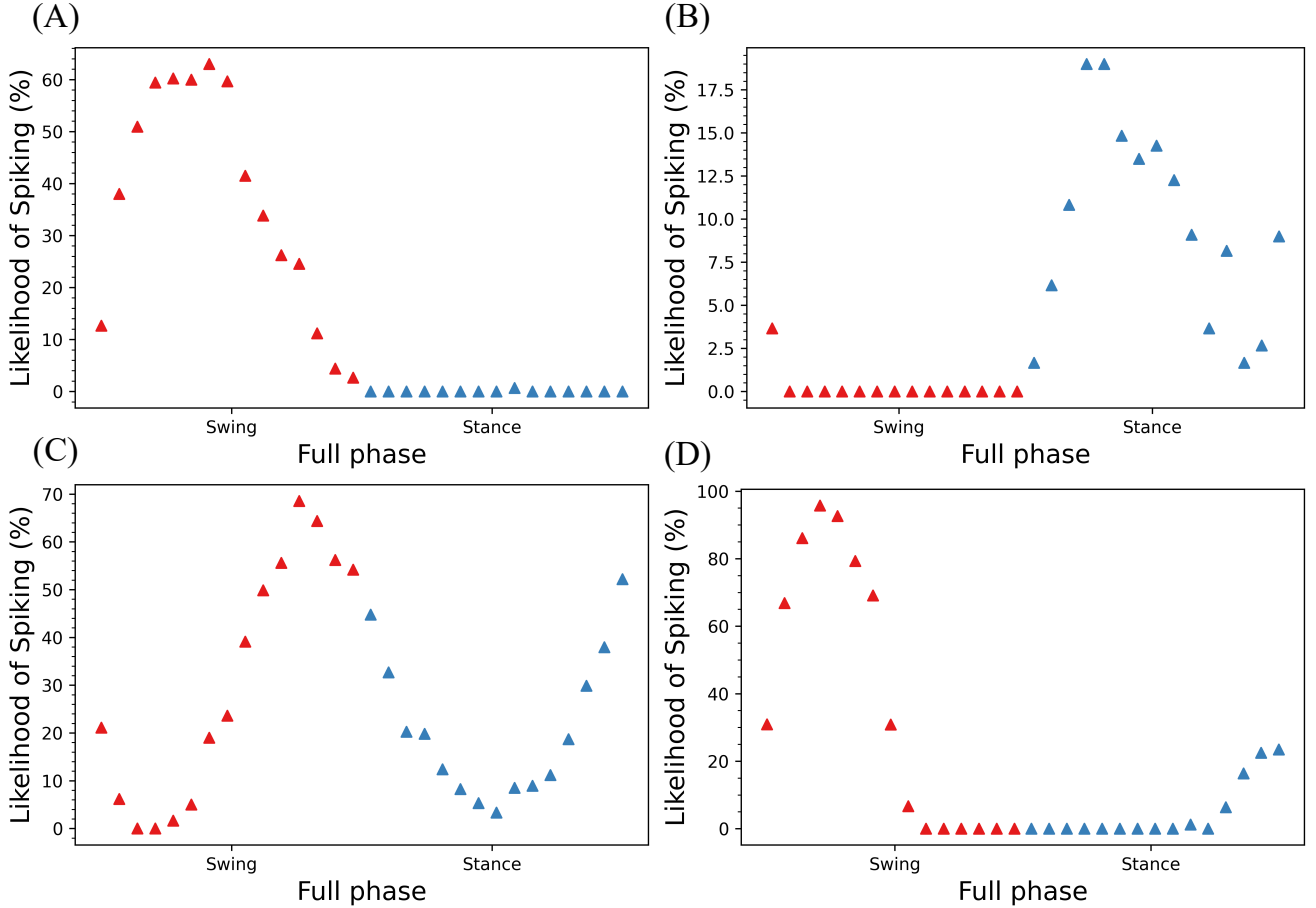 (A)
Likelihood of Spiking (%)
60
50
40
30
20
10
0
Swing
Stance
Full phase
(B)
Likelihood of Spiking (%)
17.5
15.0
12.5
10.0
7.5
5.0
2.5
0.0
Swing
Stance
Full phase
(C)
Likelihood of Spiking (%)
70
60
50
40
30
20
10
0
Swing
Stance
Full phase
(D)
Likelihood of Spiking (%)
100
80
60
40
20
0
Swing
Stance
Full phase